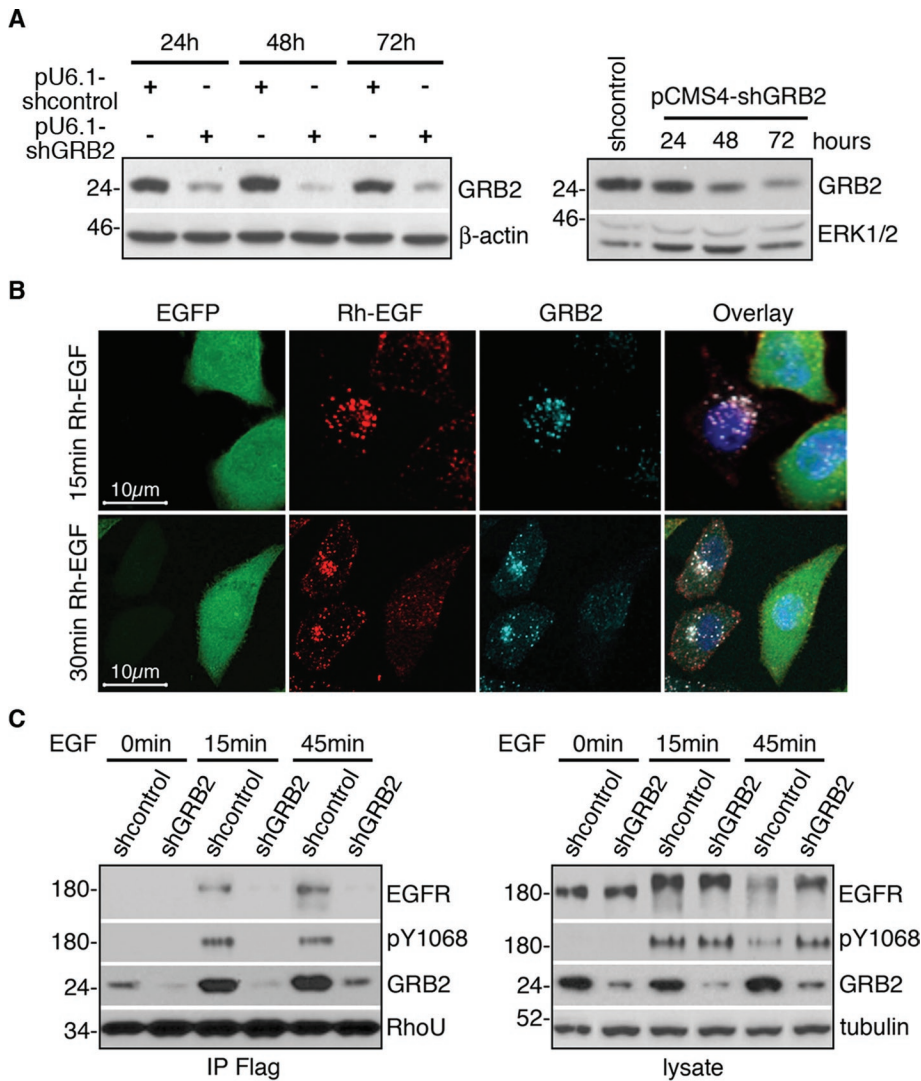 A
24h 48h 72h
pU6.1-shcontrol + - + - + -
pU6.1-shGRB2 - + - + - +
24- GRB2
46- β-actin
shcontrol pCMS4-shGRB2
24 48 72 hours
24- GRB2
46- ERK1/2
B
EGFP Rh-EGF GRB2 Overlay
15min Rh-EGF
10µm
30min Rh-EGF
10µm
C
EGF 0min 15min 45min
shcontrol shGRB2 shcontrol shGRB2 shcontrol shGRB2
180- EGFR
180- pY1068
24- GRB2
34- RhoU
IP Flag
EGF 0min 15min 45min
shcontrol shGRB2 shcontrol shGRB2 shcontrol shGRB2
180- EGFR
180- pY1068
24- GRB2
52- tubulin
lysate